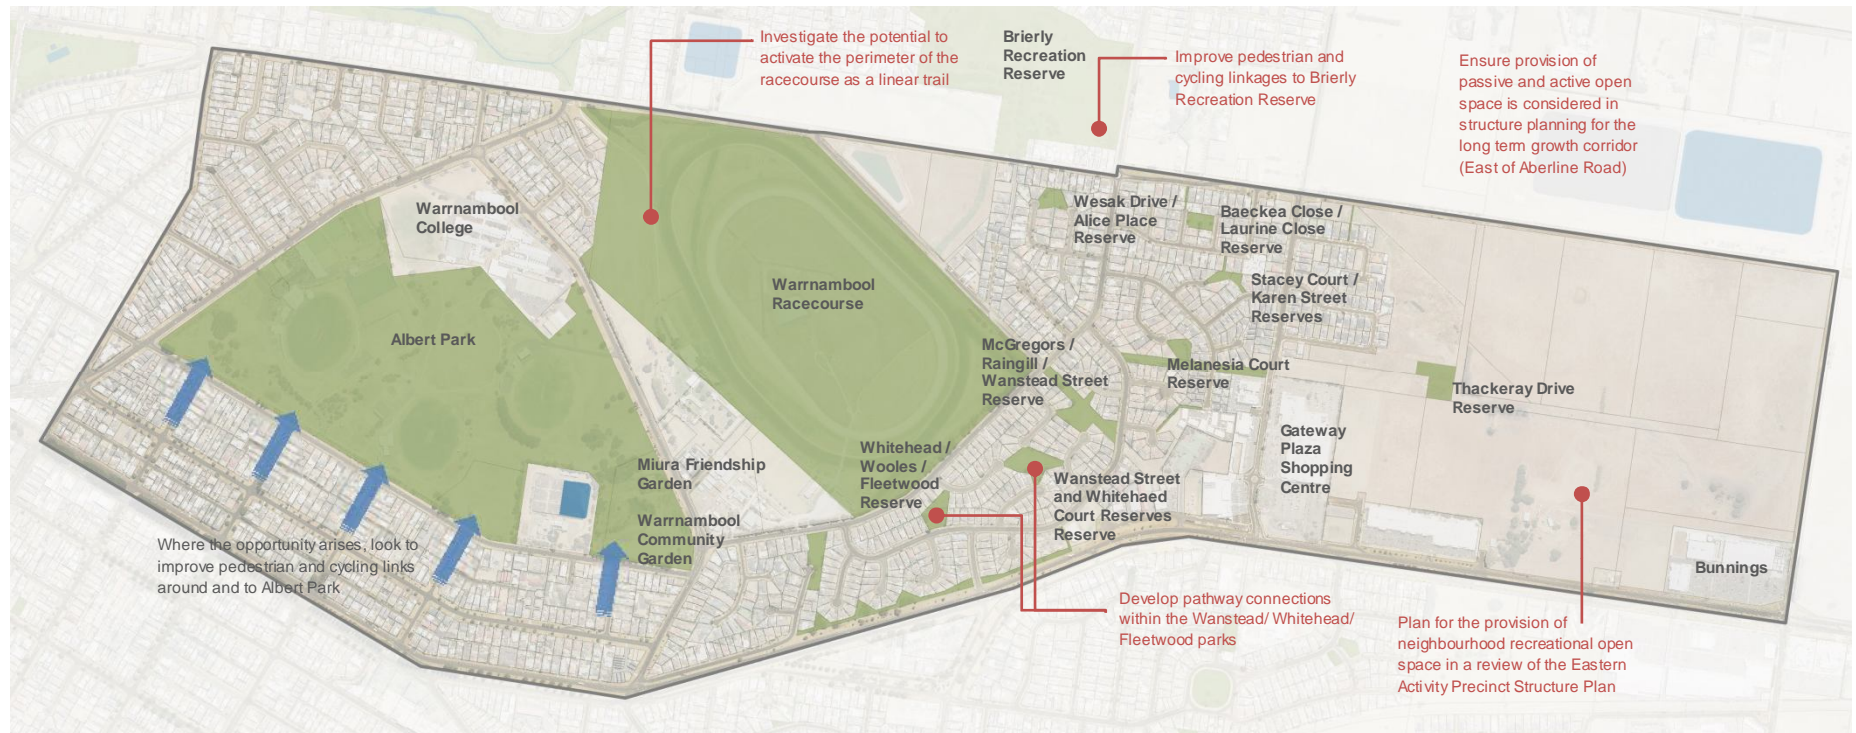 Investigate the potential to
activate the perimeter of the
racecourse as a linear trail
Brierly
Recreation
Reserve
Improve pedestrian and
cycling linkages to Brierly
Recreation Reserve
Ensure provision of
passive and active open
space is considered in
structure planning for the
long term growth corridor
(East of Aberline Road)
Warrnambool
College
Wesak Drive /
Alice Place
Reserve
Baeckea Close /
Laurine Close
Reserve
Stacey Court /
Karen Street
Reserves
Warrnambool
Racecourse
Albert Park
McGregors /
Raingill /
Wanstead Street
Reserve
Melanesia Court
Reserve
Thackeray Drive
Reserve
Gateway
Plaza
Shopping
Centre
Whitehead /
Wooles /
Fleetwood
Reserve
Miura Friendship
Garden
Wanstead Street
and Whitehaed
Court Reserves
Reserve
Warrnambool
Community
Garden
Where the opportunity arises, look to
improve pedestrian and cycling links
around and to Albert Park
Bunnings
Develop pathway connections
within the Wanstead/ Whitehead/
Fleetwood parks
Plan for the provision of
neighbourhood recreational open
space in a review of the Eastern
Activity Precinct Structure Plan